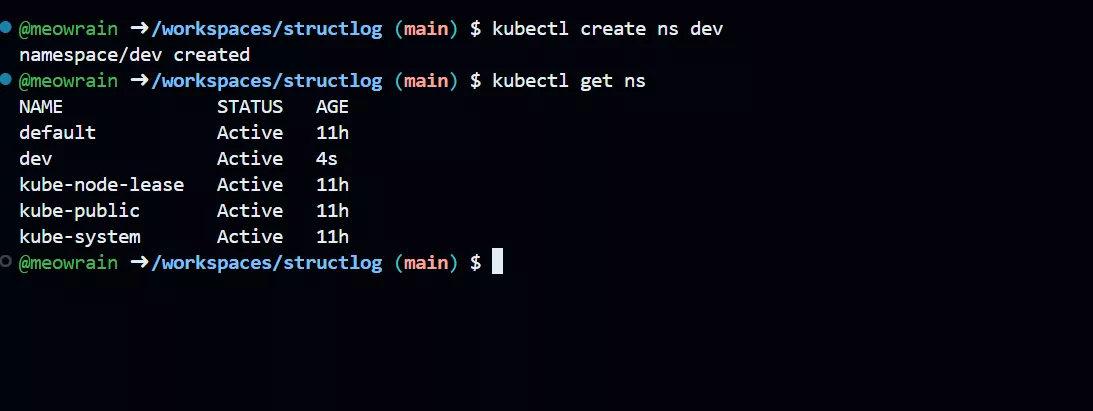 @meowrain ➜/workspaces/structlog (main) $ kubectl create ns dev
namespace/dev created
@meowrain ➜/workspaces/structlog (main) $ kubectl get ns
NAME              STATUS   AGE
default           Active   11h
dev               Active   4s
kube-node-lease   Active   11h
kube-public       Active   11h
kube-system       Active   11h
@meowrain ➜/workspaces/structlog (main) $